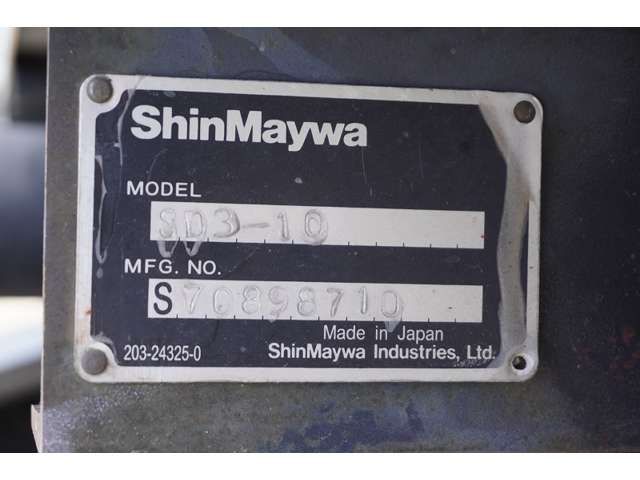 ShinMaywa
MODEL
SD3-10
MFG. NO.
S70898710
Made in Japan
203-24325-0 ShinMaywa Industries, Ltd.